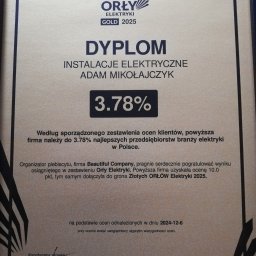 ORŁY
ELEKTRYKI
GOLD 2025
DYPLOM
INSTALACJE ELEKTRYCZNE
ADAM MIKOŁAJCZYK
3.78%
Według sporządzonego zestawienia ocen klientów, powyższa
firma należy do 3.78% najlepszych przedsiębiorstw branży elektryki
w Polsce.
Organizator plebiscytu, firma Beautiful Company, pragnie serdecznie pogratulować wyniku
osiągniętego w zestawieniu Orły Elektryki. Powyższa firma uzyskała ocenę 10.0
pkt, tym samym dołączyła do grona Złotych ORŁÓW Elektryki 2025.
na podstawie ocen odnalezionych w dniu 2024-12-6